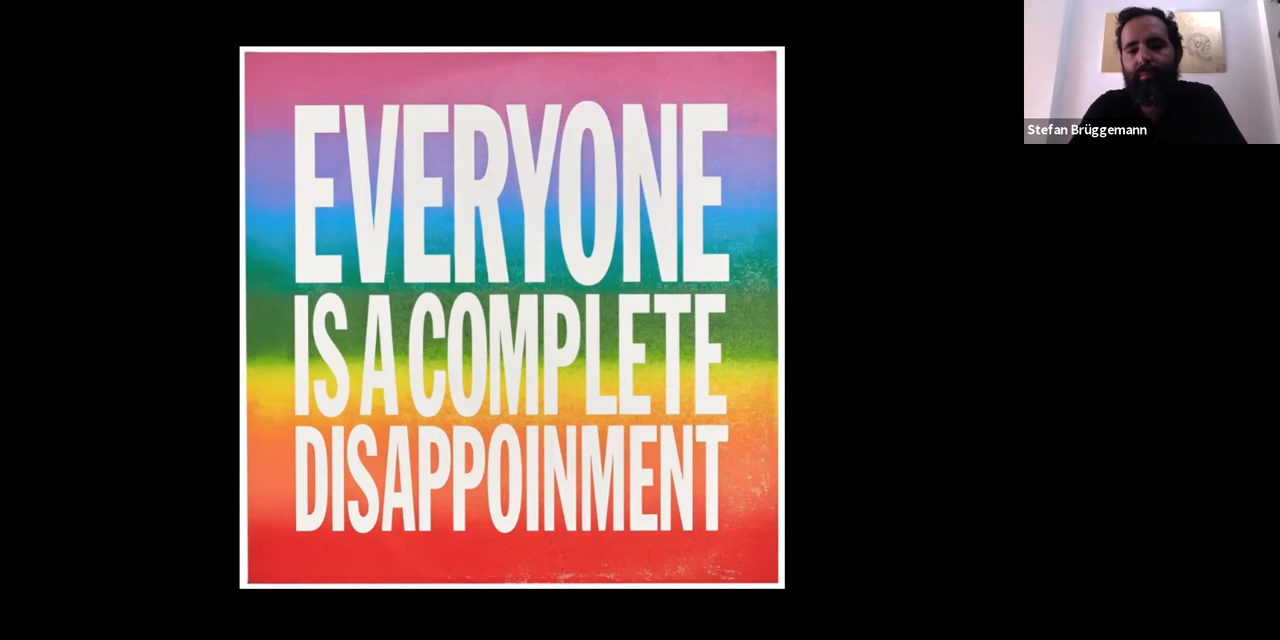 EVERYONE
IS A COMPLETE
DISAPPOINMENT
Stefan Brüggemann